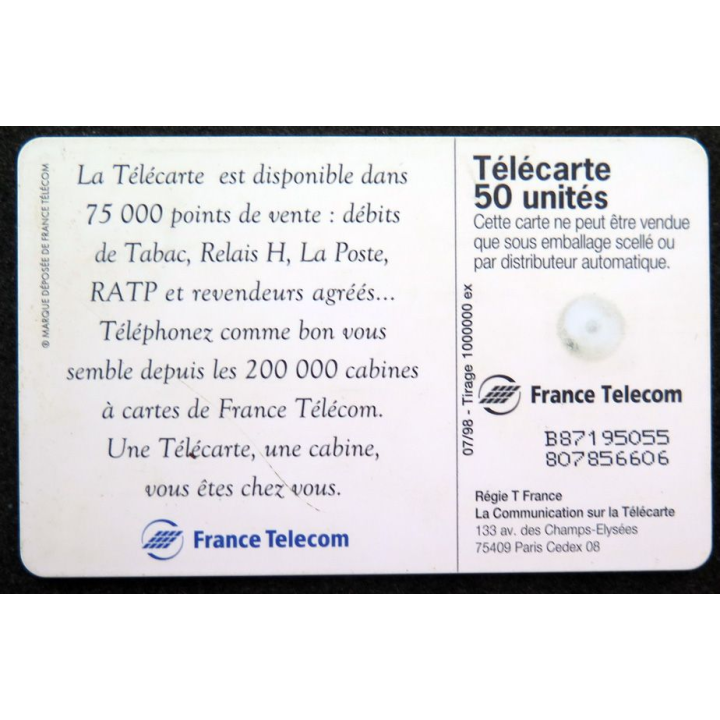 ® MARQUE DÉPOSÉE DE FRANCE TÉLÉCOM
La Télécarte est disponible dans
75 000 points de vente : débits
de Tabac, Relais H, La Poste,
RATP et revendeurs agréés...
Téléphonez comme bon vous
semble depuis les 200 000 cabines
à cartes de France Télécom.
Une Télécarte, une cabine,
vous êtes chez vous.
France Telecom
07/98 - Tirage 1000000 ex
Télécarte
50 unités
Cette carte ne peut être vendue
que sous emballage scellé ou
par distributeur automatique.
France Telecom
B87195055
807856606
Régie T France
La Communication sur la Télécarte
133 av. des Champs-Elysées
75409 Paris Cedex 08